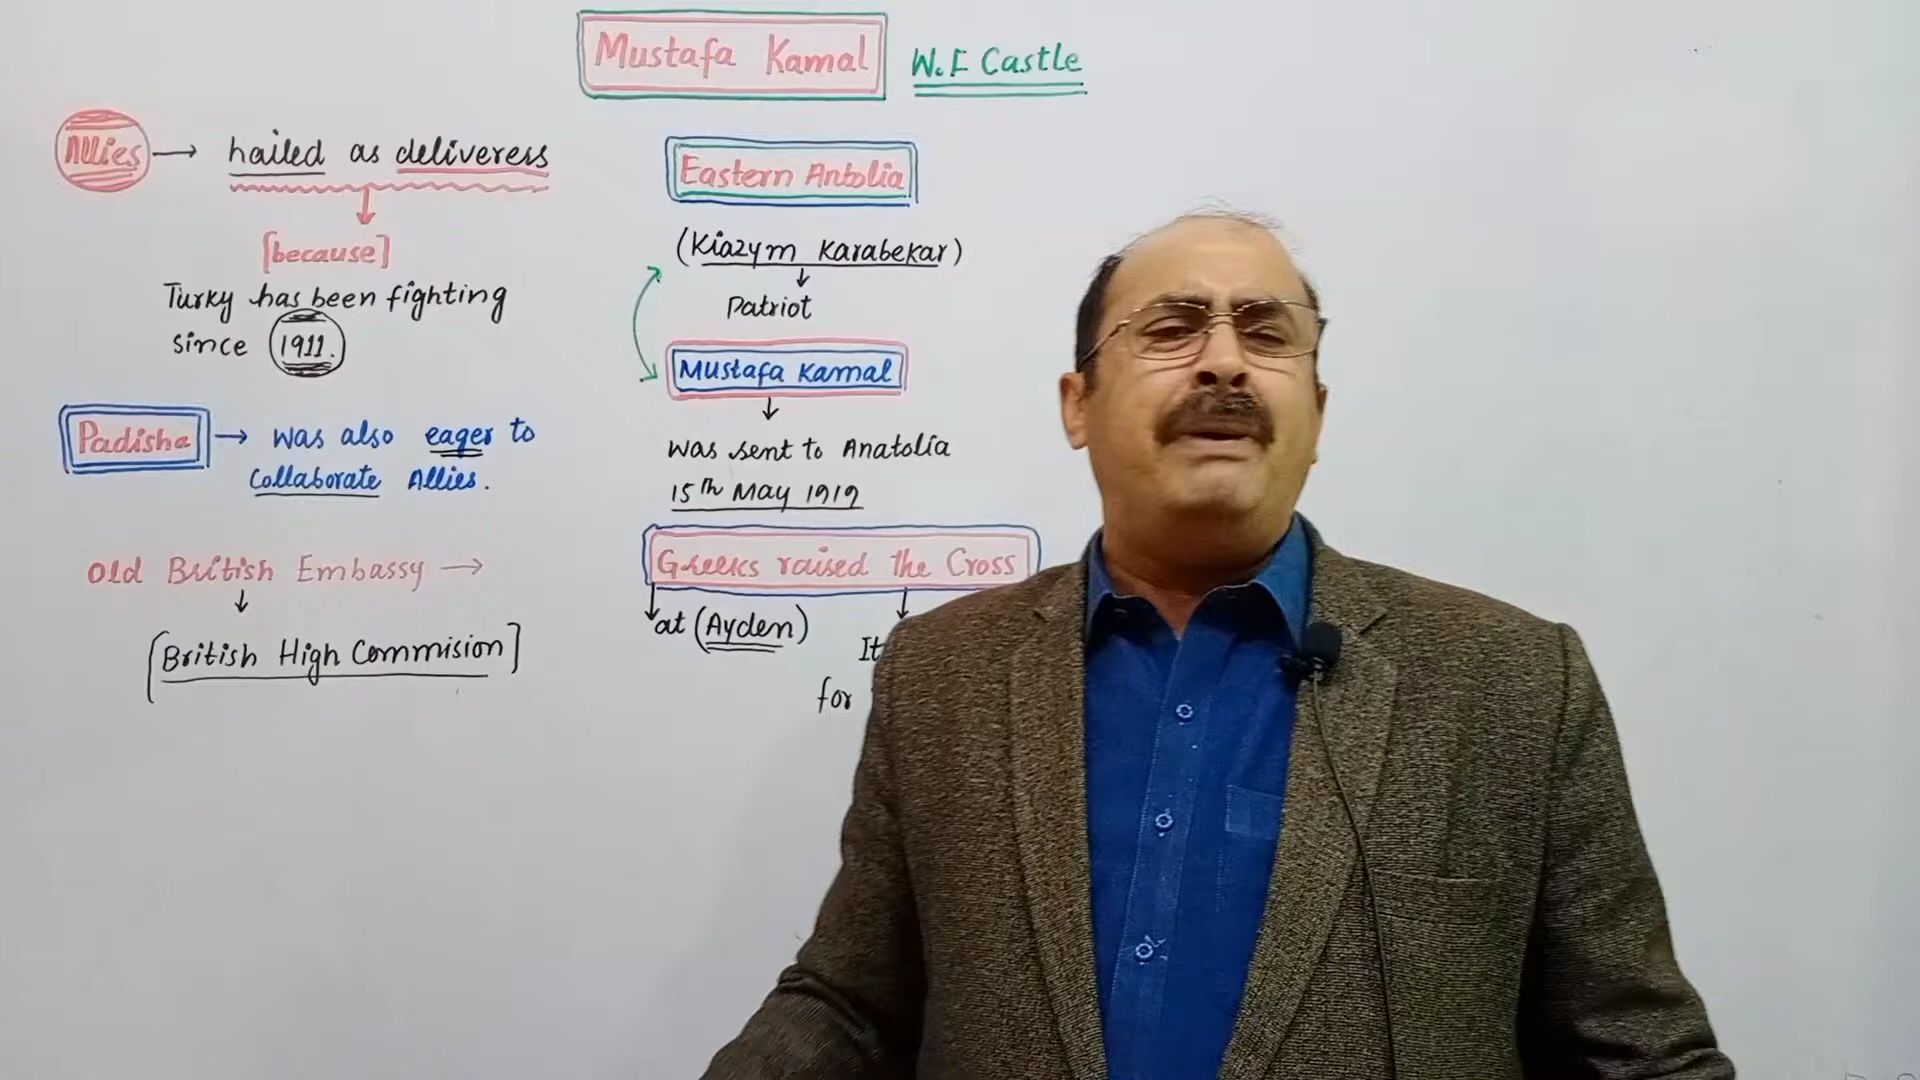 Mustafa Kamal W.F Castle
Allies → hailed as deliveress
[because]
Turky has been fighting
since 1911.
Padisha → was also eager to
Collaborate Allies.
Old British Embassy →
[British High Commision]
Eastern Antolia
(Kiazym Karabekar)
Patriot
Mustafa Kamal
was sent to Anatolia
15th May 1919
Greeks raised the Cross
at (Ayden)
It
for